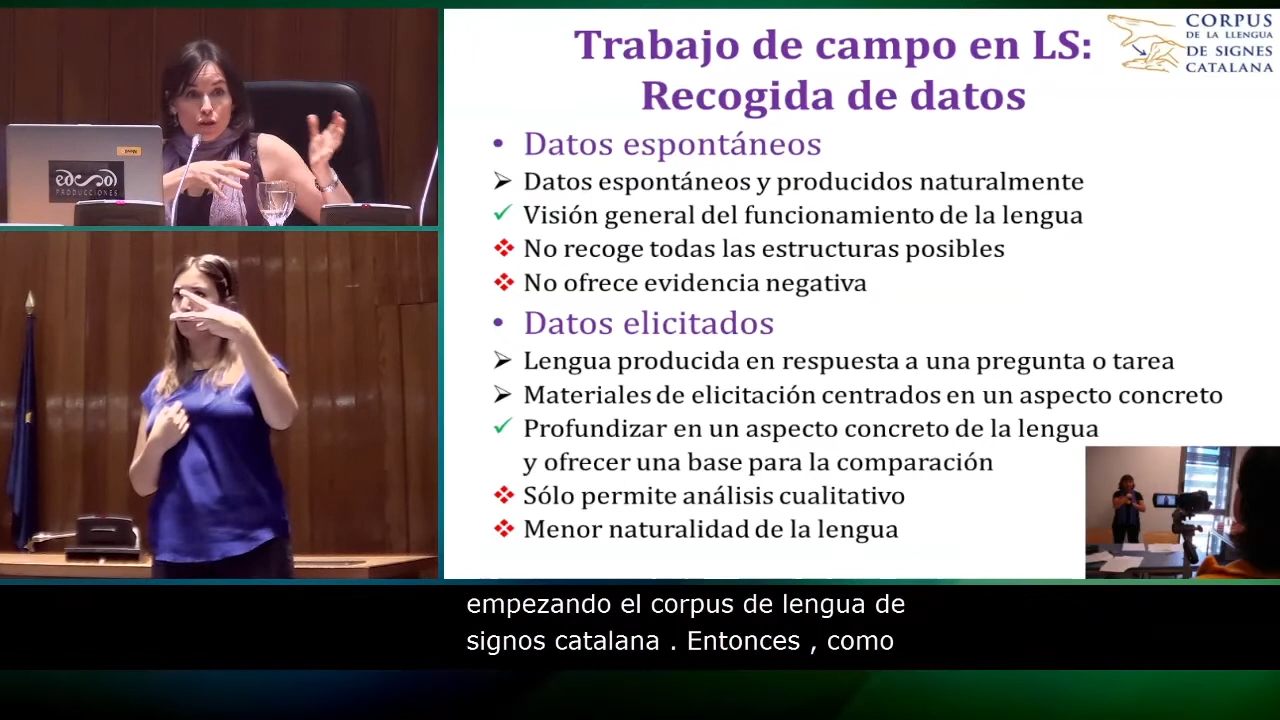 Trabajo de campo en LS:
Recogida de datos
CORPUS
DE LA LLENGUA
DE SIGNES
CATALANA
• Datos espontáneos
➢ Datos espontáneos y producidos naturalmente
✓ Visión general del funcionamiento de la lengua
❖ No recoge todas las estructuras posibles
❖ No ofrece evidencia negativa
• Datos elicitados
➢ Lengua producida en respuesta a una pregunta o tarea
➢ Materiales de elicitación centrados en un aspecto concreto
✓ Profundizar en un aspecto concreto de la lengua
y ofrecer una base para la comparación
❖ Sólo permite análisis cualitativo
❖ Menor naturalidad de la lengua
PRODUCCIONES
empezando el corpus de lengua de
signos catalana . Entonces , como